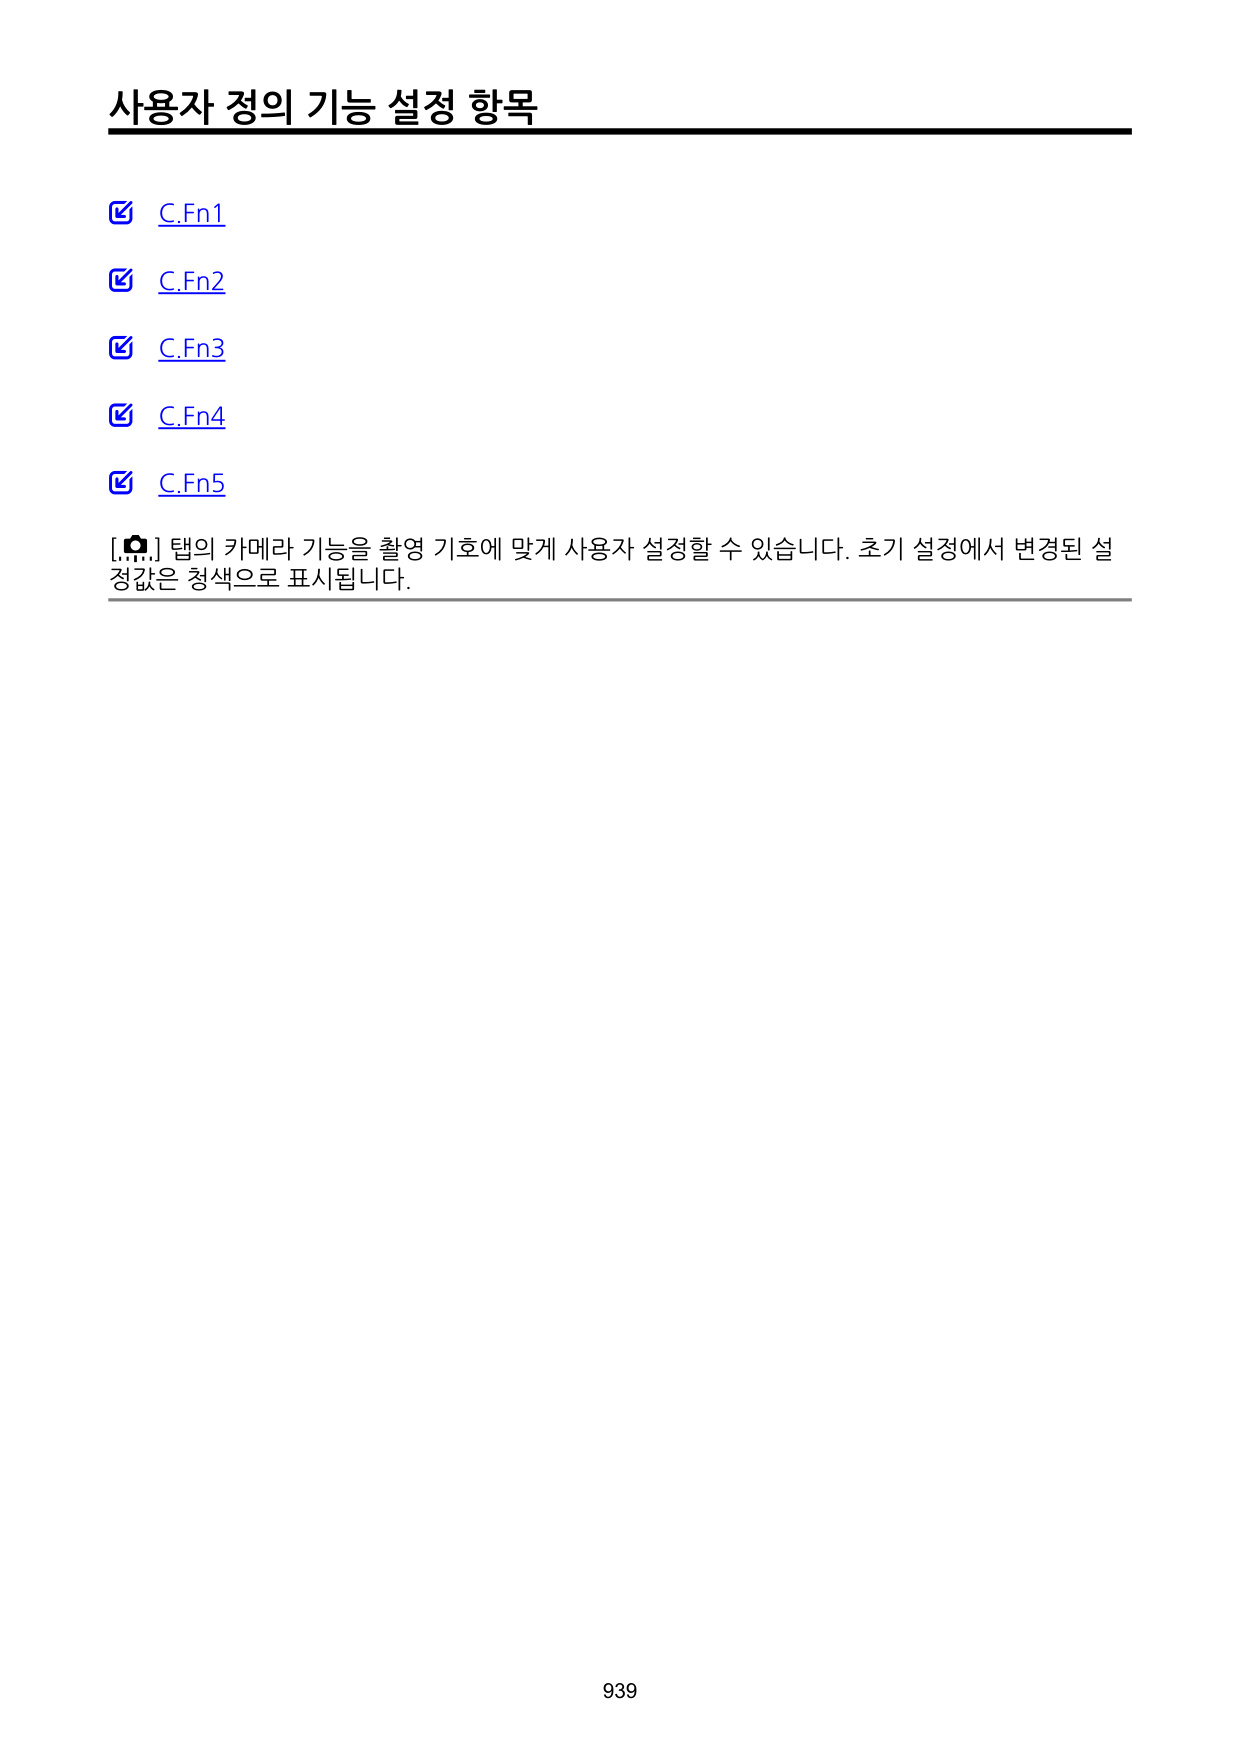 사용자 정의 기능 설정 항목
C.Fn1
C.Fn2
C.Fn3
C.Fn4
C.Fn5
[] 탭의 카메라 기능을 촬영 기호에 맞게 사용자 설정할 수 있습니다. 초기 설정에서 변경된 설
정값은 청색으로 표시됩니다.
939